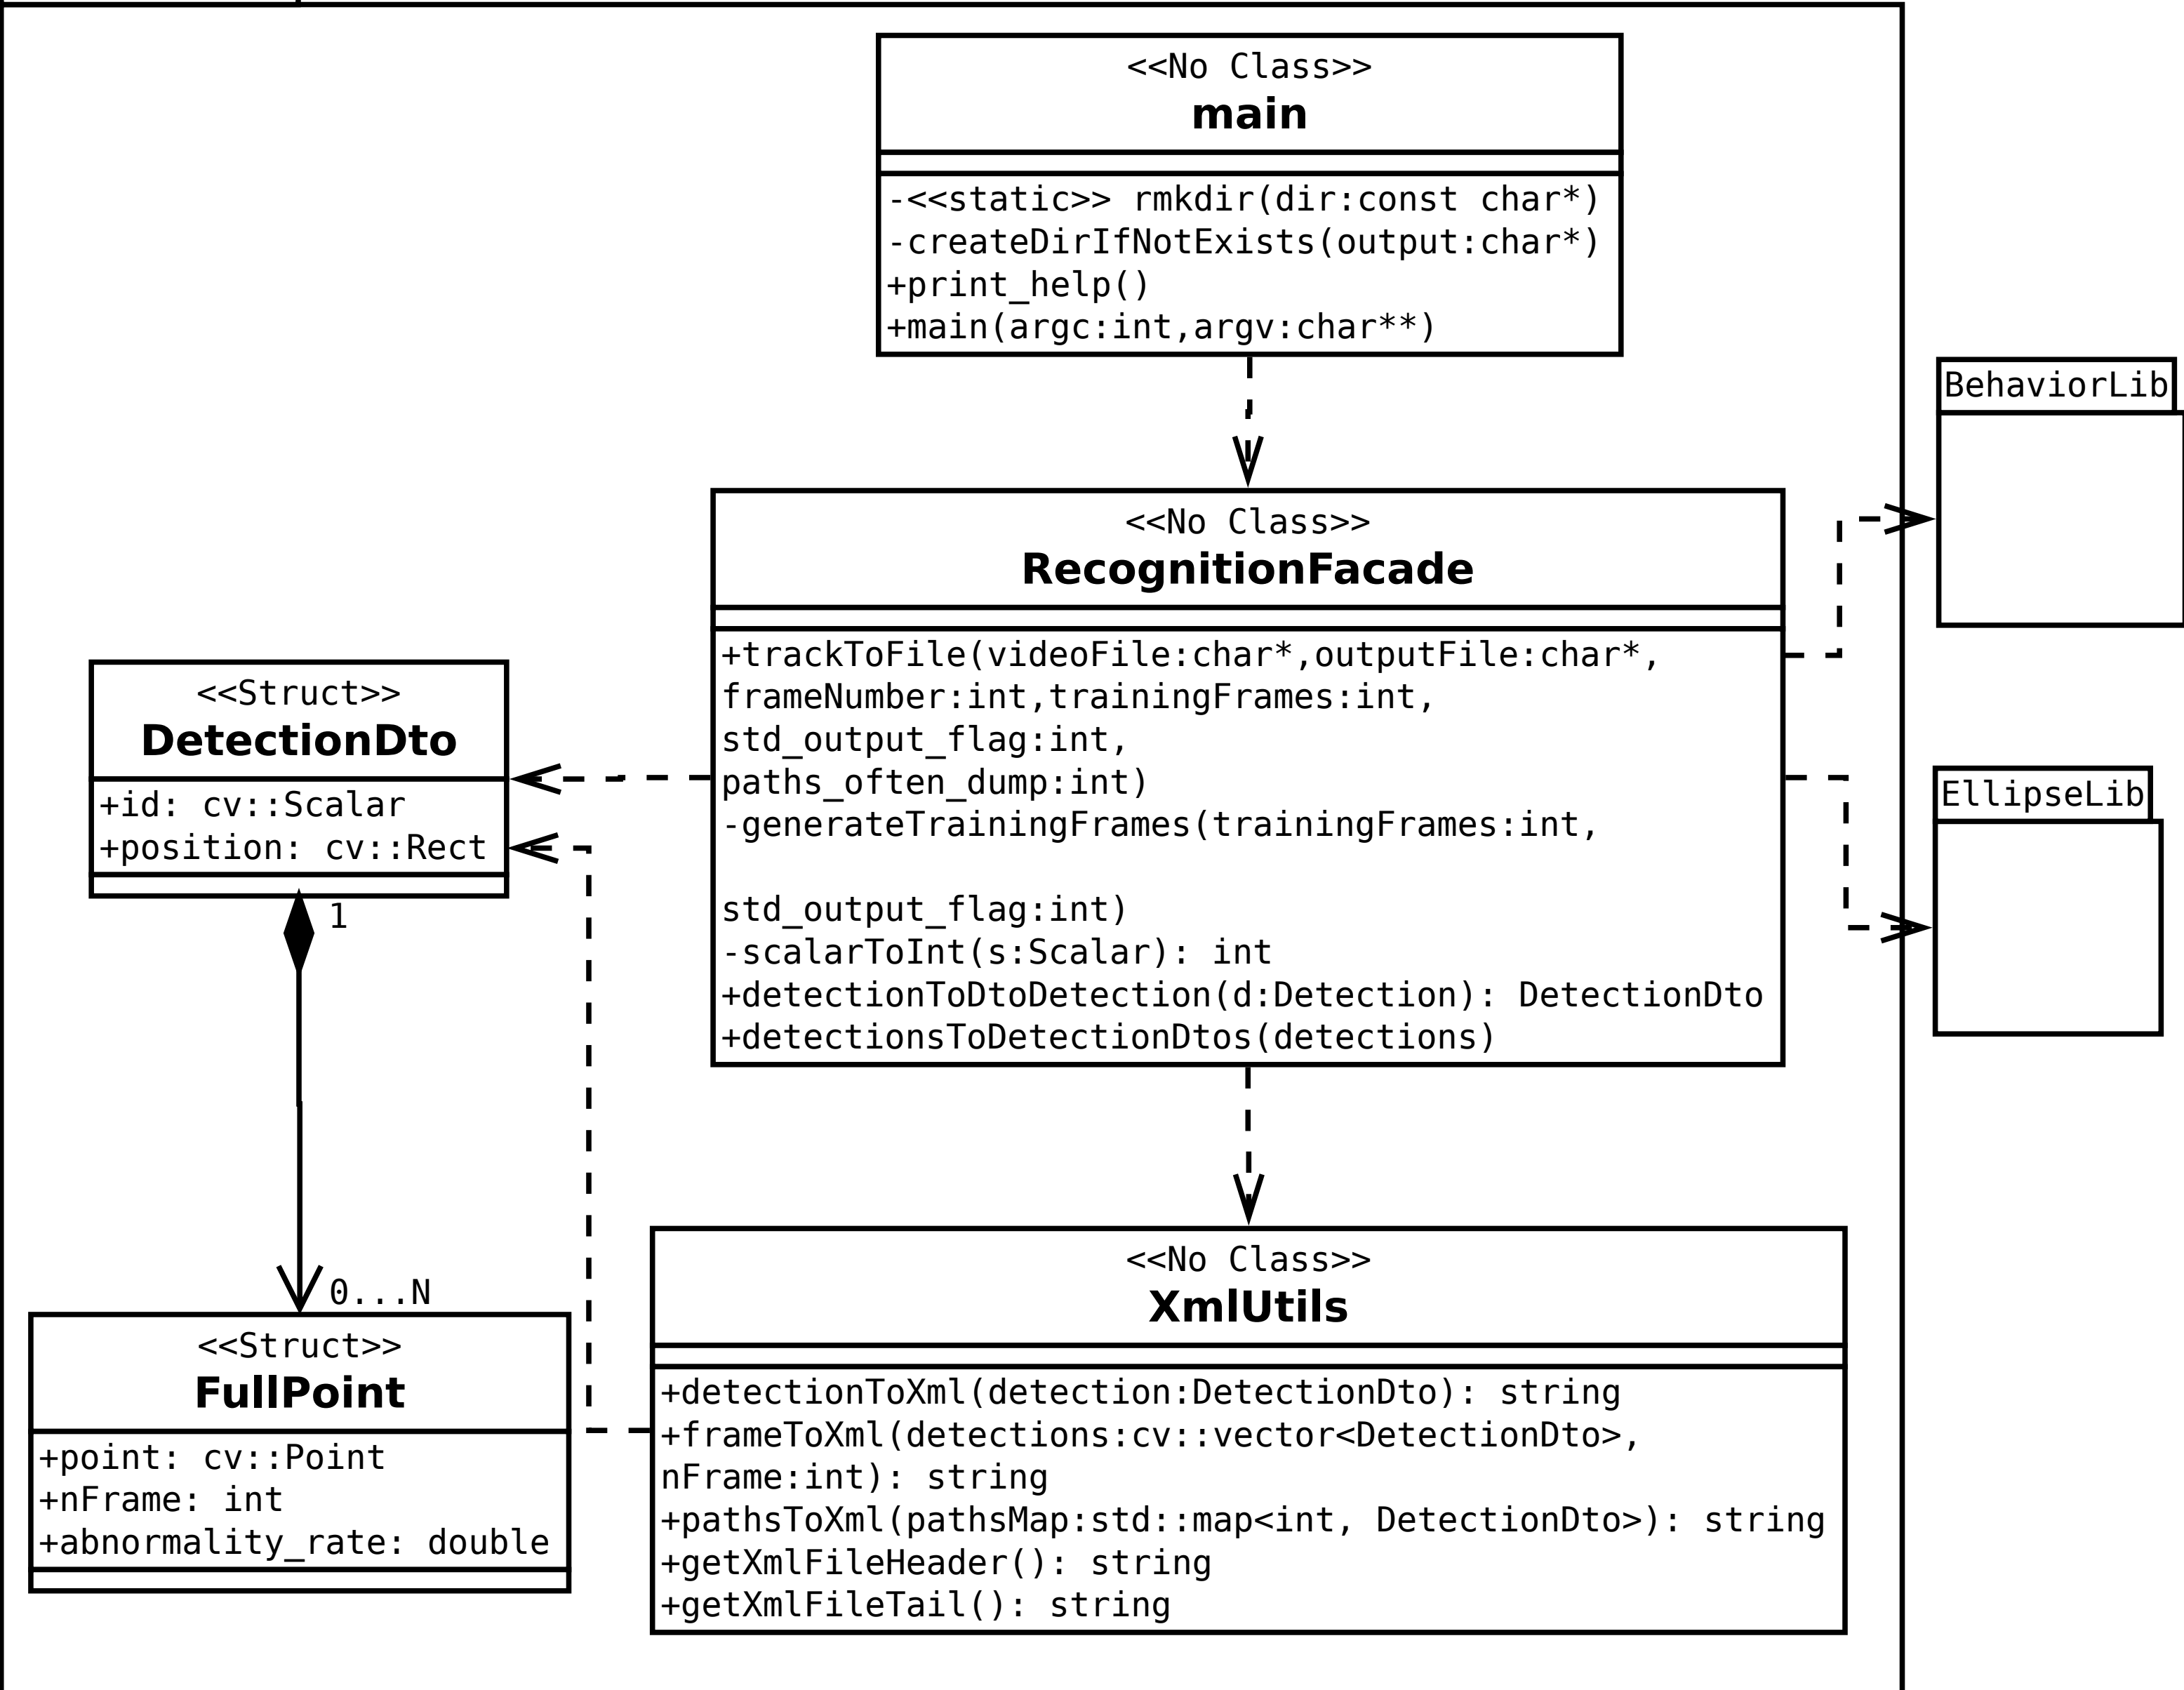 <<No Class>>
main
-<<static>> rmkdir(dir:const char*)
-createDirIfNotExists(output:char*)
+print_help()
+main(argc:int,argv:char**)
BehaviorLib
<<No Class>>
RecognitionFacade
+trackToFile(videoFile:char*,outputFile:char*,
frameNumber:int,trainingFrames:int,
std_output_flag:int,
paths_often_dump:int)
-generateTrainingFrames(trainingFrames:int,
std_output_flag:int)
-scalarToInt(s:Scalar): int
+detectionToDtoDetection(d:Detection): DetectionDto
+detectionsToDetectionDtos(detections)
<<Struct>>
DetectionDto
+id: cv::Scalar
+position: cv::Rect
1
EllipseLib
0...N
<<Struct>>
FullPoint
+point: cv::Point
+nFrame: int
+abnormality_rate: double
<<No Class>>
XmlUtils
+detectionToXml(detection:DetectionDto): string
+frameToXml(detections:cv::vector<DetectionDto>,
nFrame:int): string
+pathsToXml(pathsMap:std::map<int, DetectionDto>): string
+getXmlFileHeader(): string
+getXmlFileTail(): string